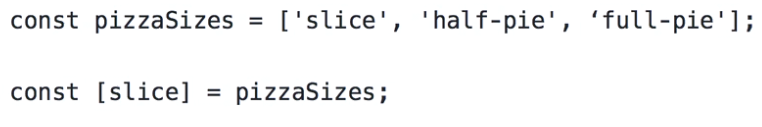 const pizzaSizes = ['slice', 'half-pie', ‘full-pie'];
const [slice] = pizzaSizes;